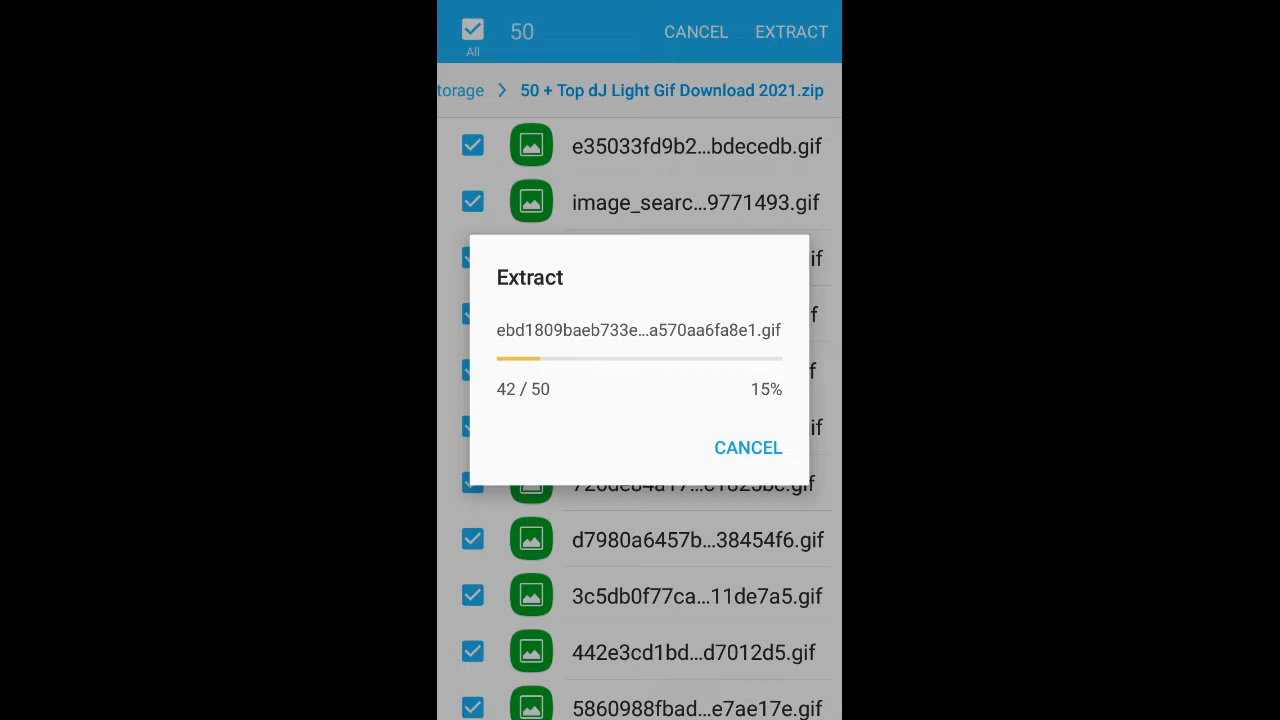 50 CANCEL EXTRACT
All
torage > 50 + Top dJ Light Gif Download 2021.zip
e35033fd9b2...bdecedb.gif
image_searc...9771493.gif
if
Extract
f
ebd1809baeb733e...a570aa6fa8e1.gif
f
42 / 50 15%
if
CANCEL
d7980a6457b...38454f6.gif
3c5db0f77ca...11de7a5.gif
442e3cd1bd...d7012d5.gif
5860988fbad...e7ae17e.gif